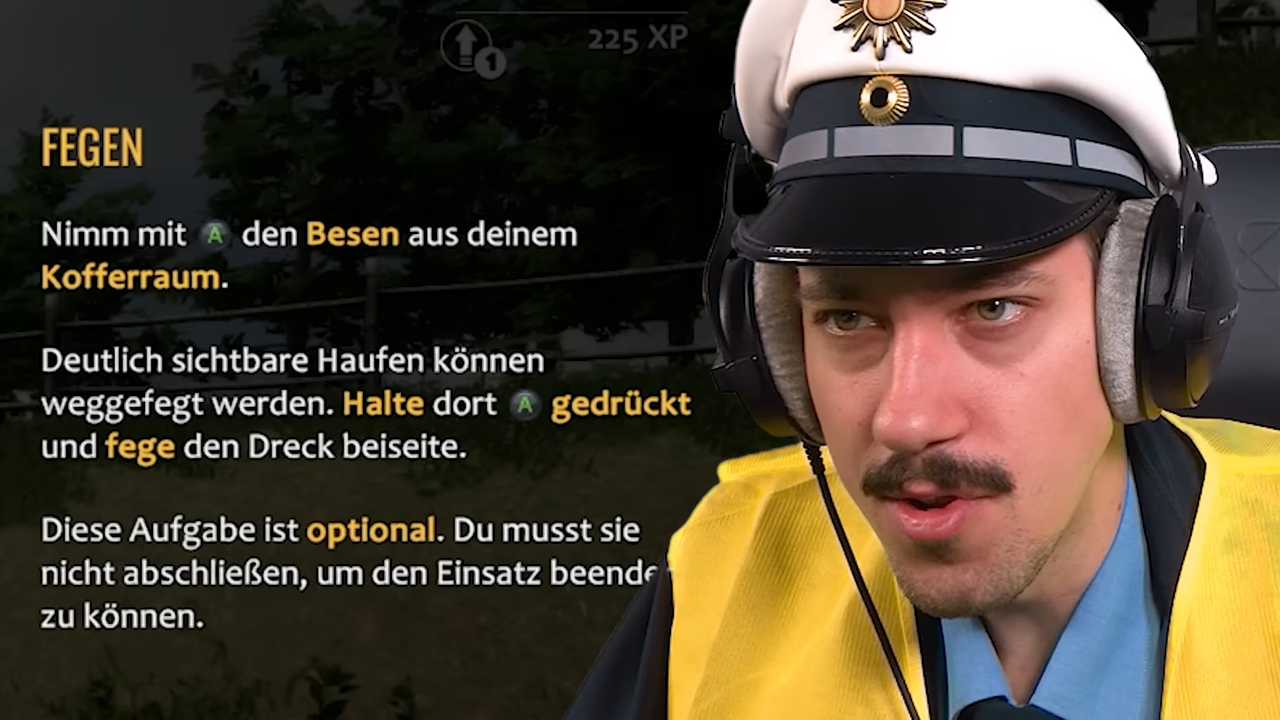 1
225 XP
FEGEN
Nimm mit A den Besen aus deinem
Kofferraum.
Deutlich sichtbare Haufen können
weggefegt werden. Halte dort A gedrückt
und fege den Dreck beiseite.
Diese Aufgabe ist optional. Du musst sie
nicht abschließen, um den Einsatz beende
zu können.